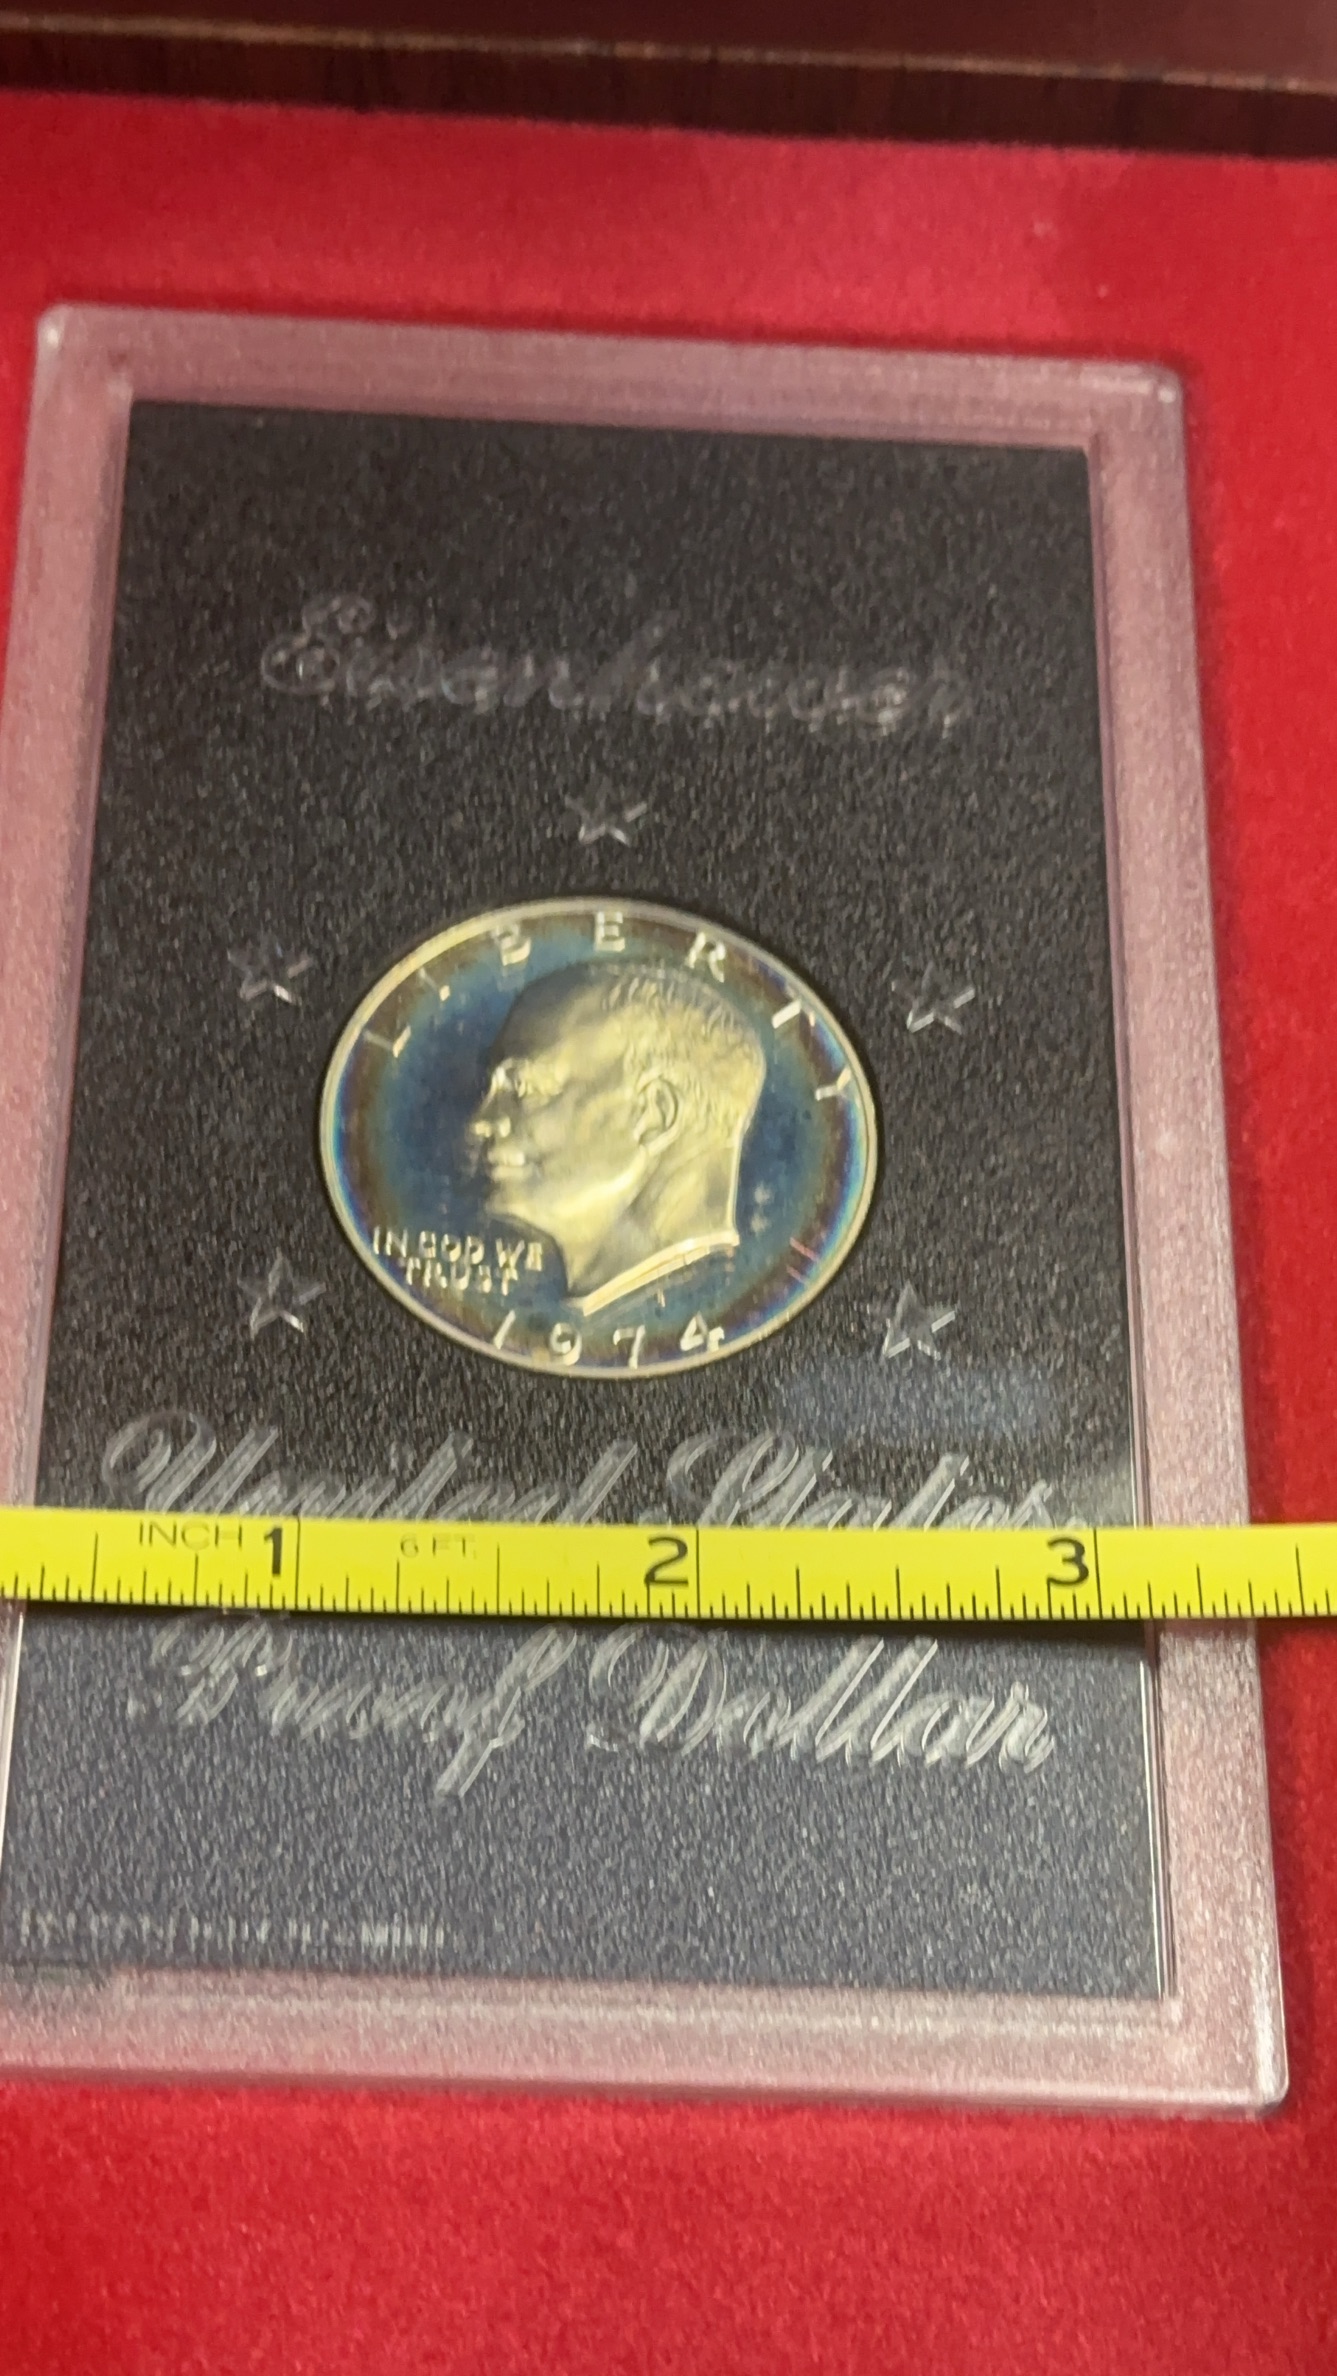 Eisenhower
LIBERTY
IN GOD WE
TRUST
1974
United States
INCH 1 6 FT. 2 3
Proof Dollar